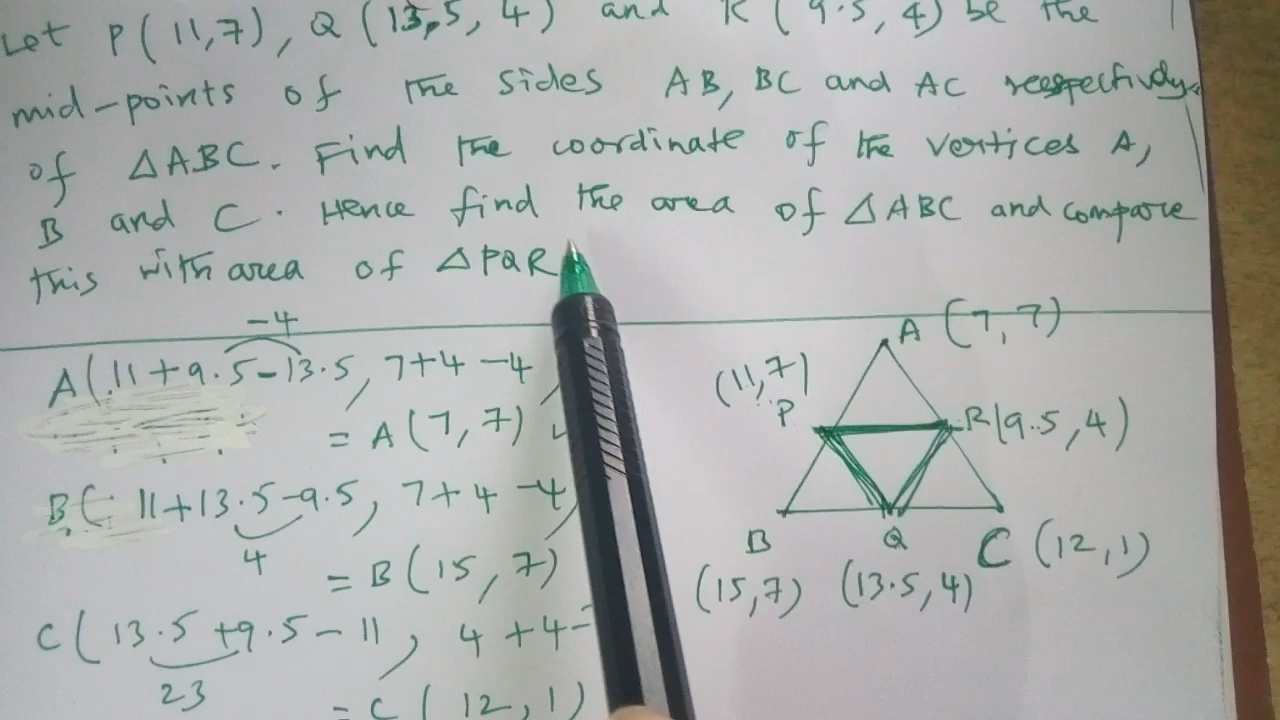 Let P(11,7), Q(13.5, 4) and R(9.5, 4) be the
mid-points of the sides AB, BC and AC respectively.
of △ABC. Find the coordinate of the vertices A,
B and C. Hence find the area of △ABC and compare
this with area of △PQR
-4
A(11+9.5-13.5, 7+4-4
= A(7,7)
B(11+13.5-9.5, 7+4-4)
4
= B(15,7)
C(13.5+9.5-11, 4+4-
23
= C(12,1)
A (7,7)
(11,7)
P
R(9.5,4)
B
Q
C (12,1)
(15,7) (13.5,4)